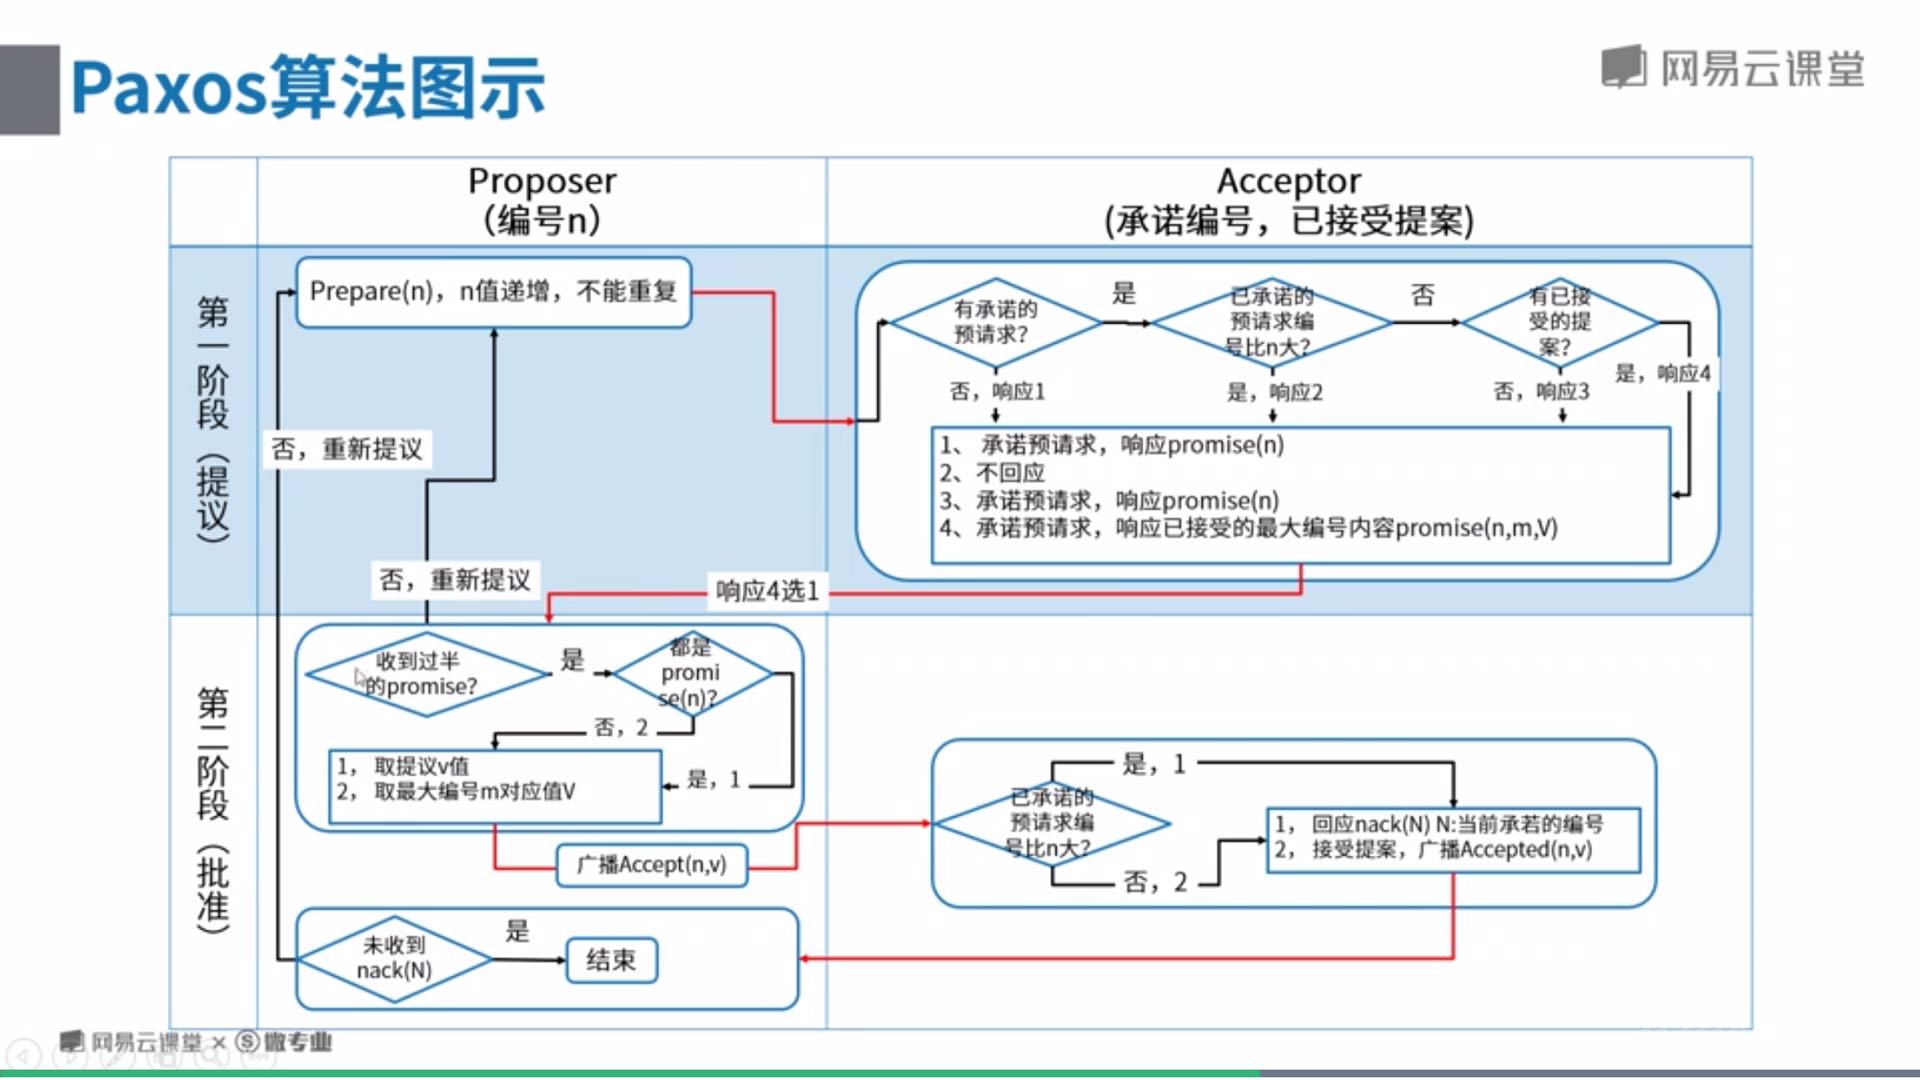 Paxos算法图示
网易云课堂
Proposer
(编号n)
Acceptor
(承诺编号，已接受提案)
第一阶段（提议）
Prepare(n)，n值递增，不能重复
否，重新提议
否，重新提议
有承诺的
预请求?
是
已承诺的
预请求编
号比n大?
否
有已接
受的提
案?
否，响应1
是，响应2
否，响应3
是，响应4
1、 承诺预请求，响应promise(n)
2、不回应
3、承诺预请求，响应promise(n)
4、承诺预请求，响应已接受的最大编号内容promise(n,m,V)
响应4选1
第二阶段（批准）
收到过半
的promise?
是
都是
promi
se(n)?
否，2
是，1
1， 取提议v值
2， 取最大编号m对应值V
广播Accept(n,v)
已承诺的
预请求编
号比n大?
是，1
否，2
1， 回应nack(N) N:当前承若的编号
2， 接受提案，广播Accepted(n,v)
未收到
nack(N)
是
结束
网易云课堂 × S 微专业